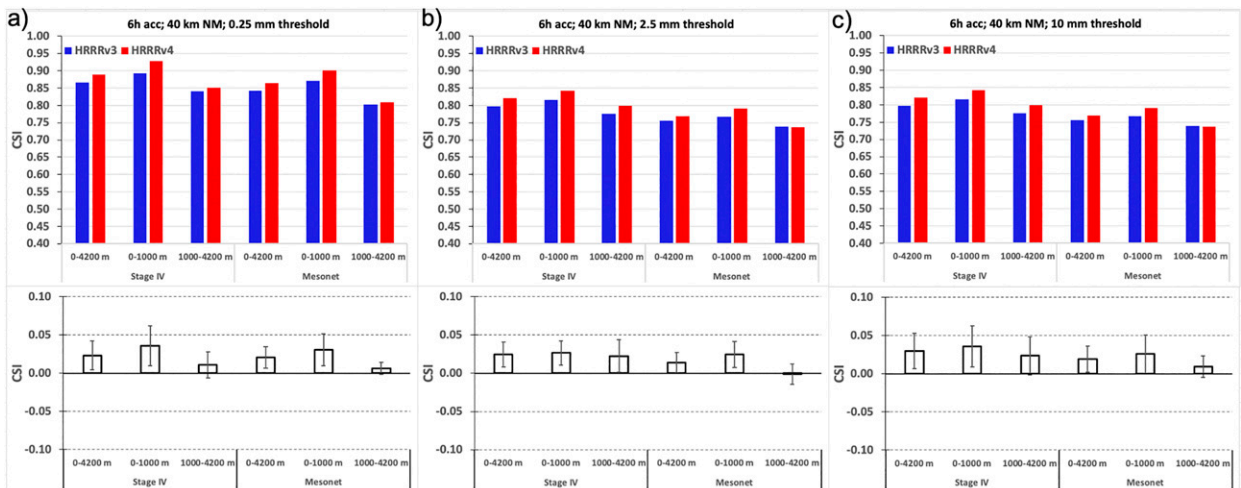 a)
6h acc; 40 km NM; 0.25 mm threshold
HRRRv3 HRRRv4
1.00
0.95
0.90
0.85
0.80
0.75
0.70
0.65
0.60
0.55
0.50
0.45
0.40
CSI
0-4200 m 0-1000 m 1000-4200 m 0-4200 m 0-1000 m 1000-4200 m
Stage IV Mesonet
0.10
0.05
0.00
-0.05
-0.10
CSI
0-4200 m 0-1000 m 1000-4200 m 0-4200 m 0-1000 m 1000-4200 m
Stage IV Mesonet
b)
6h acc; 40 km NM; 2.5 mm threshold
HRRRv3 HRRRv4
1.00
0.95
0.90
0.85
0.80
0.75
0.70
0.65
0.60
0.55
0.50
0.45
0.40
CSI
0-4200 m 0-1000 m 1000-4200 m 0-4200 m 0-1000 m 1000-4200 m
Stage IV Mesonet
0.10
0.05
0.00
-0.05
-0.10
CSI
0-4200 m 0-1000 m 1000-4200 m 0-4200 m 0-1000 m 1000-4200 m
Stage IV Mesonet
c)
6h acc; 40 km NM; 10 mm threshold
HRRRv3 HRRRv4
1.00
0.95
0.90
0.85
0.80
0.75
0.70
0.65
0.60
0.55
0.50
0.45
0.40
CSI
0-4200 m 0-1000 m 1000-4200 m 0-4200 m 0-1000 m 1000-4200 m
Stage IV Mesonet
0.10
0.05
0.00
-0.05
-0.10
CSI
0-4200 m 0-1000 m 1000-4200 m 0-4200 m 0-1000 m 1000-4200 m
Stage IV Mesonet